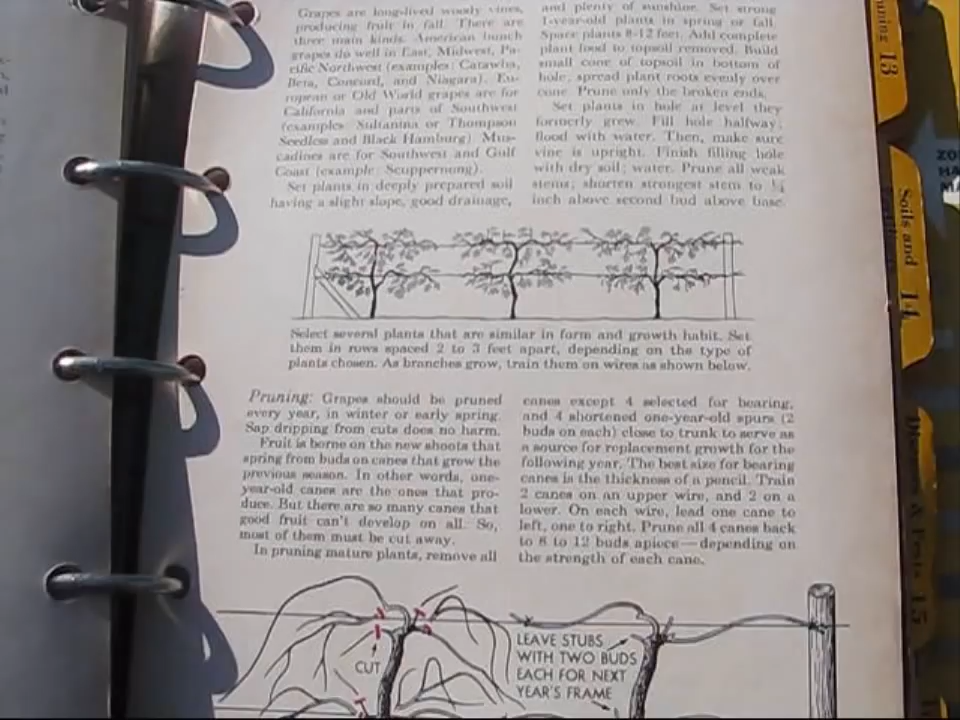 Grapes are long-lived woody vines,
producing fruit in fall. There are
three main kinds. American bunch
grapes do well in East, Midwest, Pa-
cific Northwest (examples: Catawba,
Beta, Concord, and Niagara). Eu-
ropean or Old World grapes are for
California and parts of Southwest
(examples: Sultanina or Thompson
Seedless and Black Hamburg). Mus-
cadines are for Southwest and Gulf
Coast (example: Scuppernong).
Set plants in deeply prepared soil
having a slight slope, good drainage,
and plenty of sunshine. Set strong
1-year-old plants in spring or fall.
Space plants 8-12 feet. Add complete
plant food to topsoil removed. Build
small cone of topsoil in bottom of
hole; spread plant roots evenly over
cone. Prune only the broken ends.
Set plants in hole at level they
formerly grew. Fill hole halfway;
flood with water. Then, make sure
vine is upright. Finish filling hole
with dry soil; water. Prune all weak
stems; shorten strongest stem to ¼
inch above second bud above base.
Select several plants that are similar in form and growth habit. Set
them in rows spaced 2 to 3 feet apart, depending on the type of
plants chosen. As branches grow, train them on wires as shown below.
Pruning: Grapes should be pruned
every year, in winter or early spring.
Sap dripping from cuts does no harm.
Fruit is borne on the new shoots that
spring from buds on canes that grew the
previous season. In other words, one-
year-old canes are the ones that pro-
duce. But there are so many canes that
good fruit can't develop on all. So,
most of them must be cut away.
In pruning mature plants, remove all
canes except 4 selected for bearing,
and 4 shortened one-year-old spurs (2
buds on each) close to trunk to serve as
a source for replacement growth for the
following year. The best size for bearing
canes is the thickness of a pencil. Train
2 canes on an upper wire, and 2 on a
lower. On each wire, lead one cane to
left, one to right. Prune all 4 canes back
to 8 to 12 buds apiece—depending on
the strength of each cane.
CUT
LEAVE STUBS
WITH TWO BUDS
EACH FOR NEXT
YEAR'S FRAME
13
Soils and
14
& Pests 15